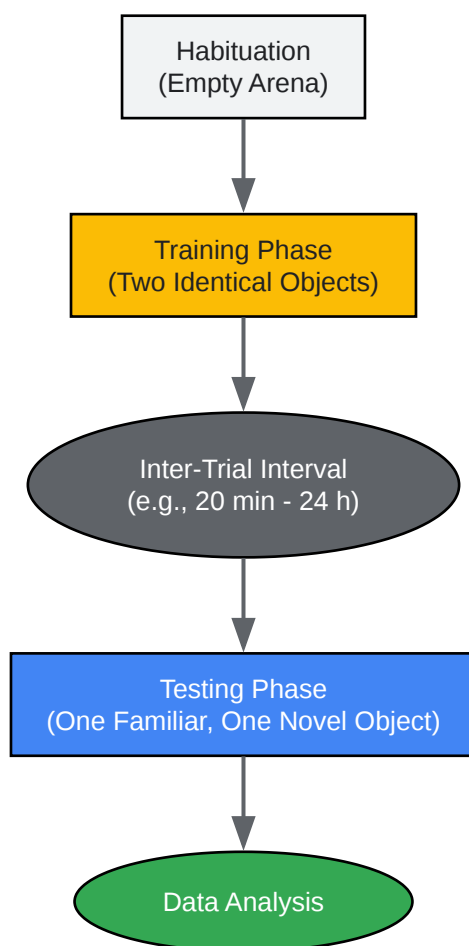 Habituation
(Empty Arena)
Training Phase
(Two Identical Objects)
Inter-Trial Interval
(e.g., 20 min - 24 h)
Testing Phase
(One Familiar, One Novel Object)
Data Analysis